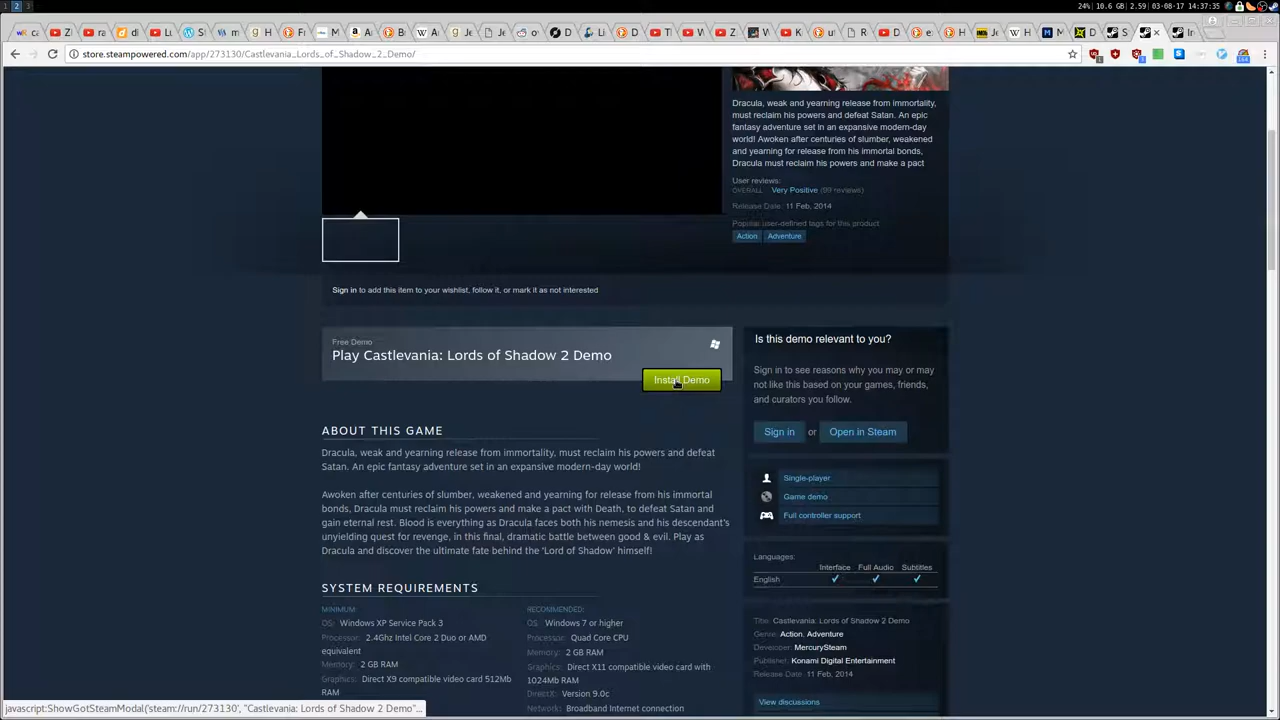 1 2 3 4
24% | 10.6 GB | 2.59 | 03-08-17 14:37:35
store.steampowered.com/app/273130/Castlevania_Lords_of_Shadow_2_Demo/
Dracula, weak and yearning release from immortality,
must reclaim his powers and defeat Satan. An epic
fantasy adventure set in an expansive modern-day
world! Awoken after centuries of slumber, weakened
and yearning for release from his immortal bonds,
Dracula must reclaim his powers and make a pact
User reviews:
OVERALL: Very Positive (89 reviews)
Release Date: 11 Feb, 2014
Popular user-defined tags for this product:
Action Adventure
Sign in to add this item to your wishlist, follow it, or mark it as not interested
Free Demo
Play Castlevania: Lords of Shadow 2 Demo
Install Demo
Is this demo relevant to you?
Sign in to see reasons why you may or may
not like this based on your games, friends,
and curators you follow.
Sign in or Open in Steam
ABOUT THIS GAME
Dracula, weak and yearning release from immortality, must reclaim his powers and defeat
Satan. An epic fantasy adventure set in an expansive modern-day world!
Awoken after centuries of slumber, weakened and yearning for release from his immortal
bonds, Dracula must reclaim his powers and make a pact with Death, to defeat Satan and
gain eternal rest. Blood is everything as Dracula faces both his nemesis and his descendant's
unyielding quest for revenge, in this final, dramatic battle between good & evil. Play as
Dracula and discover the ultimate fate behind the 'Lord of Shadow' himself!
Single-player
Game demo
Full controller support
Languages:
Interface Full Audio Subtitles
English ✓ ✓ ✓
SYSTEM REQUIREMENTS
MINIMUM:
OS: Windows XP Service Pack 3
Processor: 2.4Ghz Intel Core 2 Duo or AMD
equivalent
Memory: 2 GB RAM
Graphics: Direct X9 compatible video card 512Mb
RAM
RECOMMENDED:
OS: Windows 7 or higher
Processor: Quad Core CPU
Memory: 2 GB RAM
Graphics: Direct X11 compatible video card with
1024Mb RAM
DirectX: Version 9.0c
Network: Broadband Internet connection
Title: Castlevania: Lords of Shadow 2 Demo
Genre: Action, Adventure
Developer: MercurySteam
Publisher: Konami Digital Entertainment
Release Date: 11 Feb, 2014
View discussions
javascript:ShowGotSteamModal('steam://run/273130', "Castlevania: Lords of Shadow 2 Demo"...